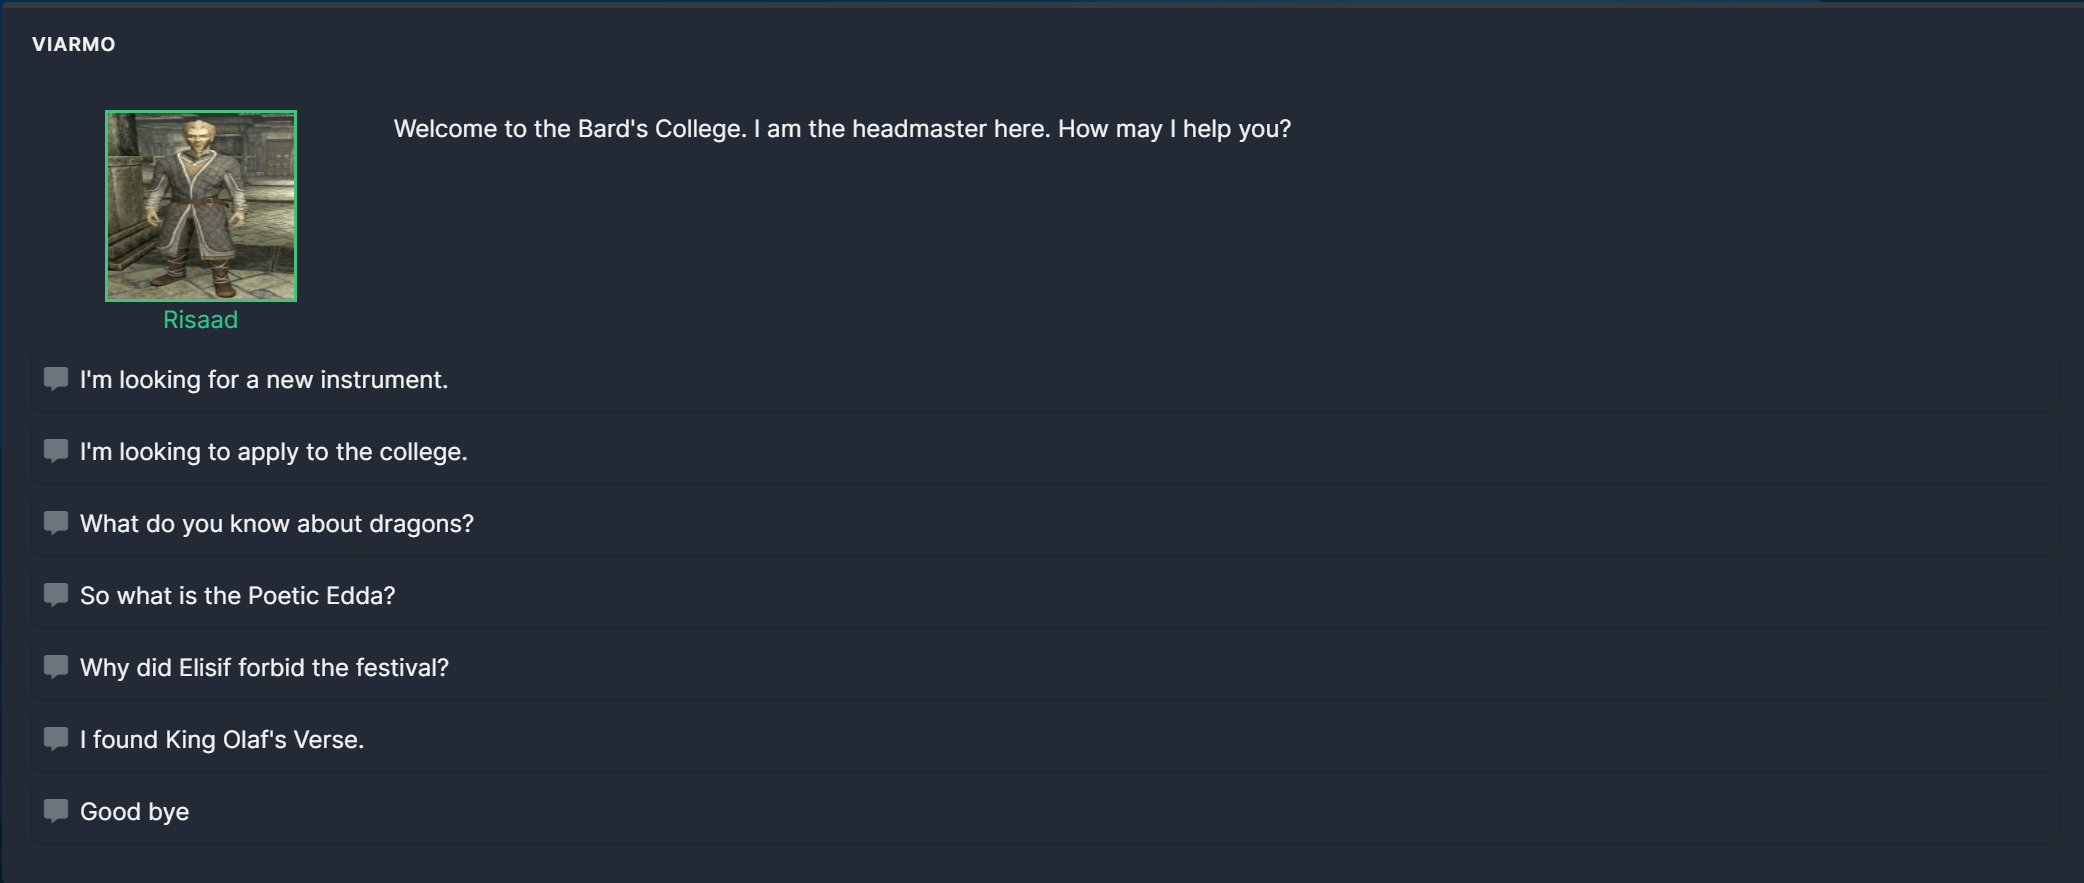 VIARMO
Welcome to the Bard's College. I am the headmaster here. How may I help you?
Risaad
I'm looking for a new instrument.
I'm looking to apply to the college.
What do you know about dragons?
So what is the Poetic Edda?
Why did Elisif forbid the festival?
I found King Olaf's Verse.
Good bye